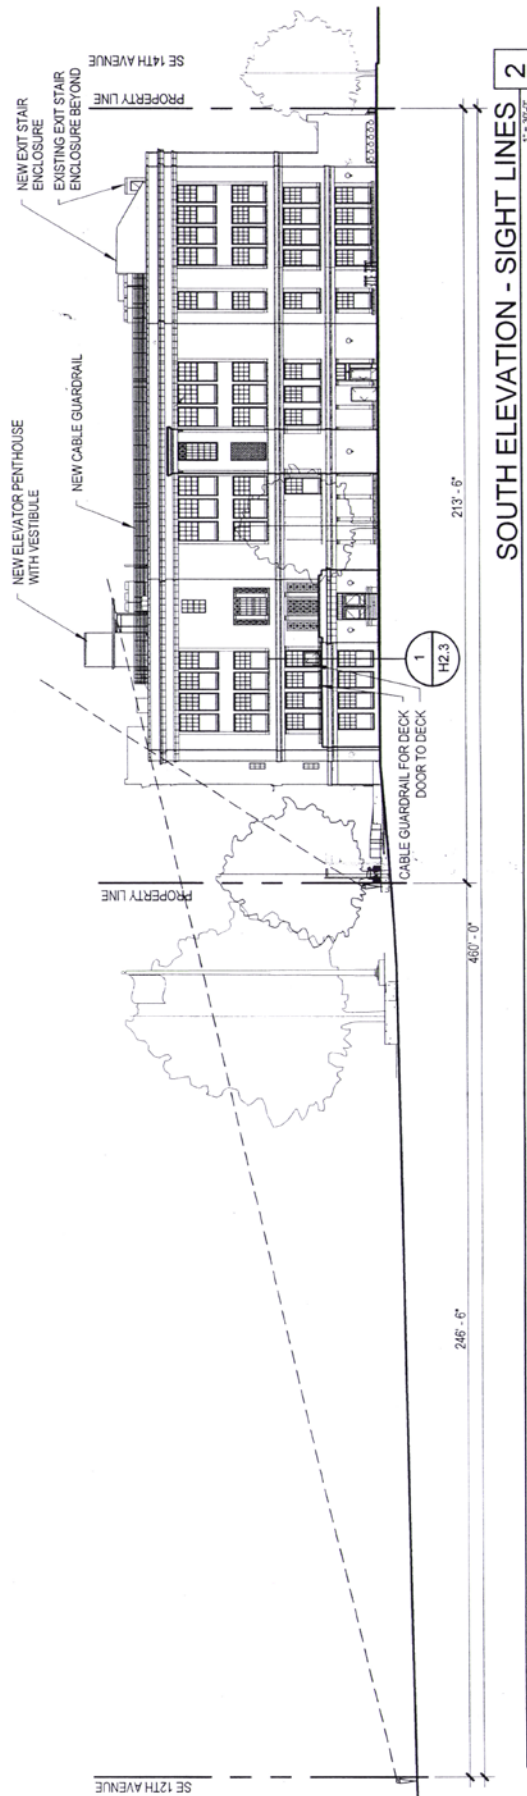 SE 14TH AVENUE
PROPERTY LINE
NEW EXIT STAIR
ENCLOSURE
EXISTING EXIT STAIR
ENCLOSURE BEYOND
NEW CABLE GUARDRAIL
NEW ELEVATOR PENTHOUSE
WITH VESTIBULE
PROPERTY LINE
SE 12TH AVENUE
1
H2.3
CABLE GUARDRAIL FOR DECK
DOOR TO DECK
213' - 6"
460' - 0"
246' - 6"
SOUTH ELEVATION - SIGHT LINES
2